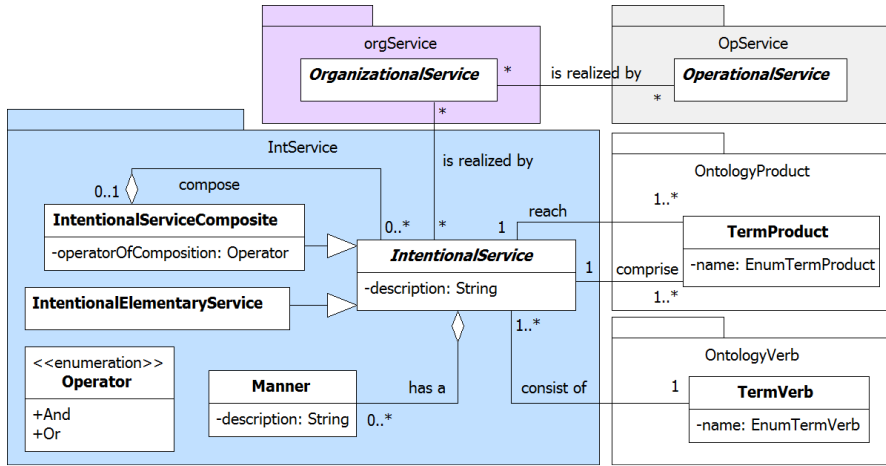 orgService
OpService
OrganizationalService
*
is realized by
*
OperationalService
*
IntService
is realized by
OntologyProduct
0..1
compose
1..*
IntentionalServiceComposite
-operatorOfComposition: Operator
0..*
*
1
reach
TermProduct
-name: EnumTermProduct
IntentionalService
-description: String
1
comprise
1..*
IntentionalElementaryService
1..*
OntologyVerb
<<enumeration>>
Operator
+And
+Or
Manner
-description: String
has a
0..*
consist of
1
TermVerb
-name: EnumTermVerb